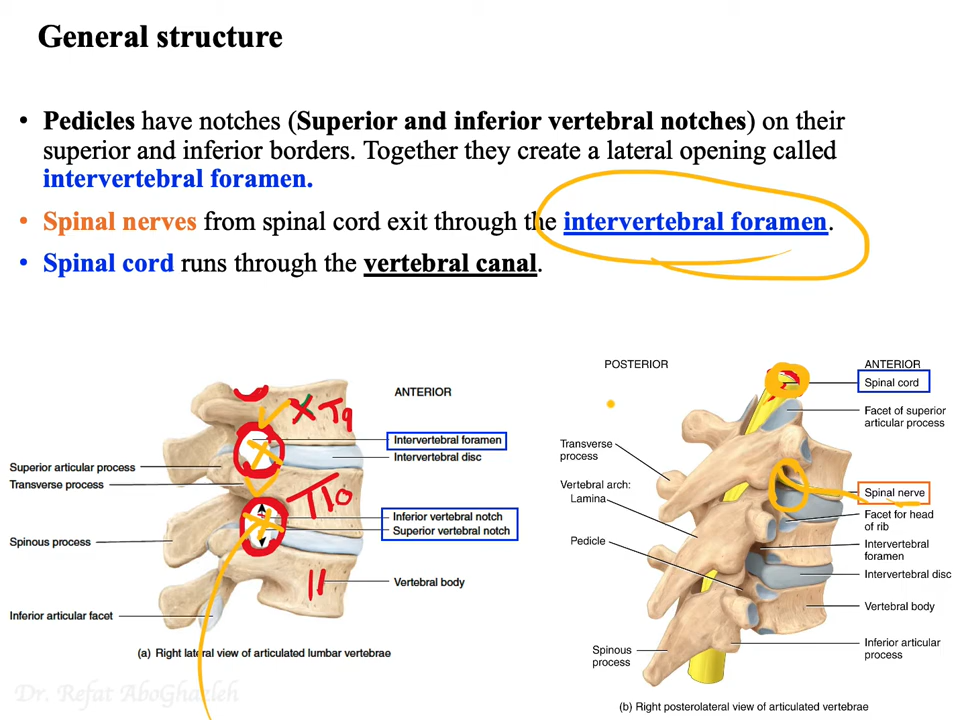 General structure
• Pedicles have notches (Superior and inferior vertebral notches) on their
superior and inferior borders. Together they create a lateral opening called
intervertebral foramen.
• Spinal nerves from spinal cord exit through the intervertebral foramen.
• Spinal cord runs through the vertebral canal.
ANTERIOR
X T9
Intervertebral foramen
Intervertebral disc
Superior articular process
Transverse process
T10
Inferior vertebral notch
Superior vertebral notch
Spinous process
11
Vertebral body
Inferior articular facet
(a) Right lateral view of articulated lumbar vertebrae
Dr. Refat AboGhazleh
POSTERIOR
ANTERIOR
Spinal cord
Facet of superior
articular process
Transverse
process
Vertebral arch:
Lamina
Pedicle
Spinal nerve
Facet for head
of rib
Intervertebral
foramen
Intervertebral disc
Vertebral body
Inferior articular
process
Spinous
process
(b) Right posterolateral view of articulated vertebrae